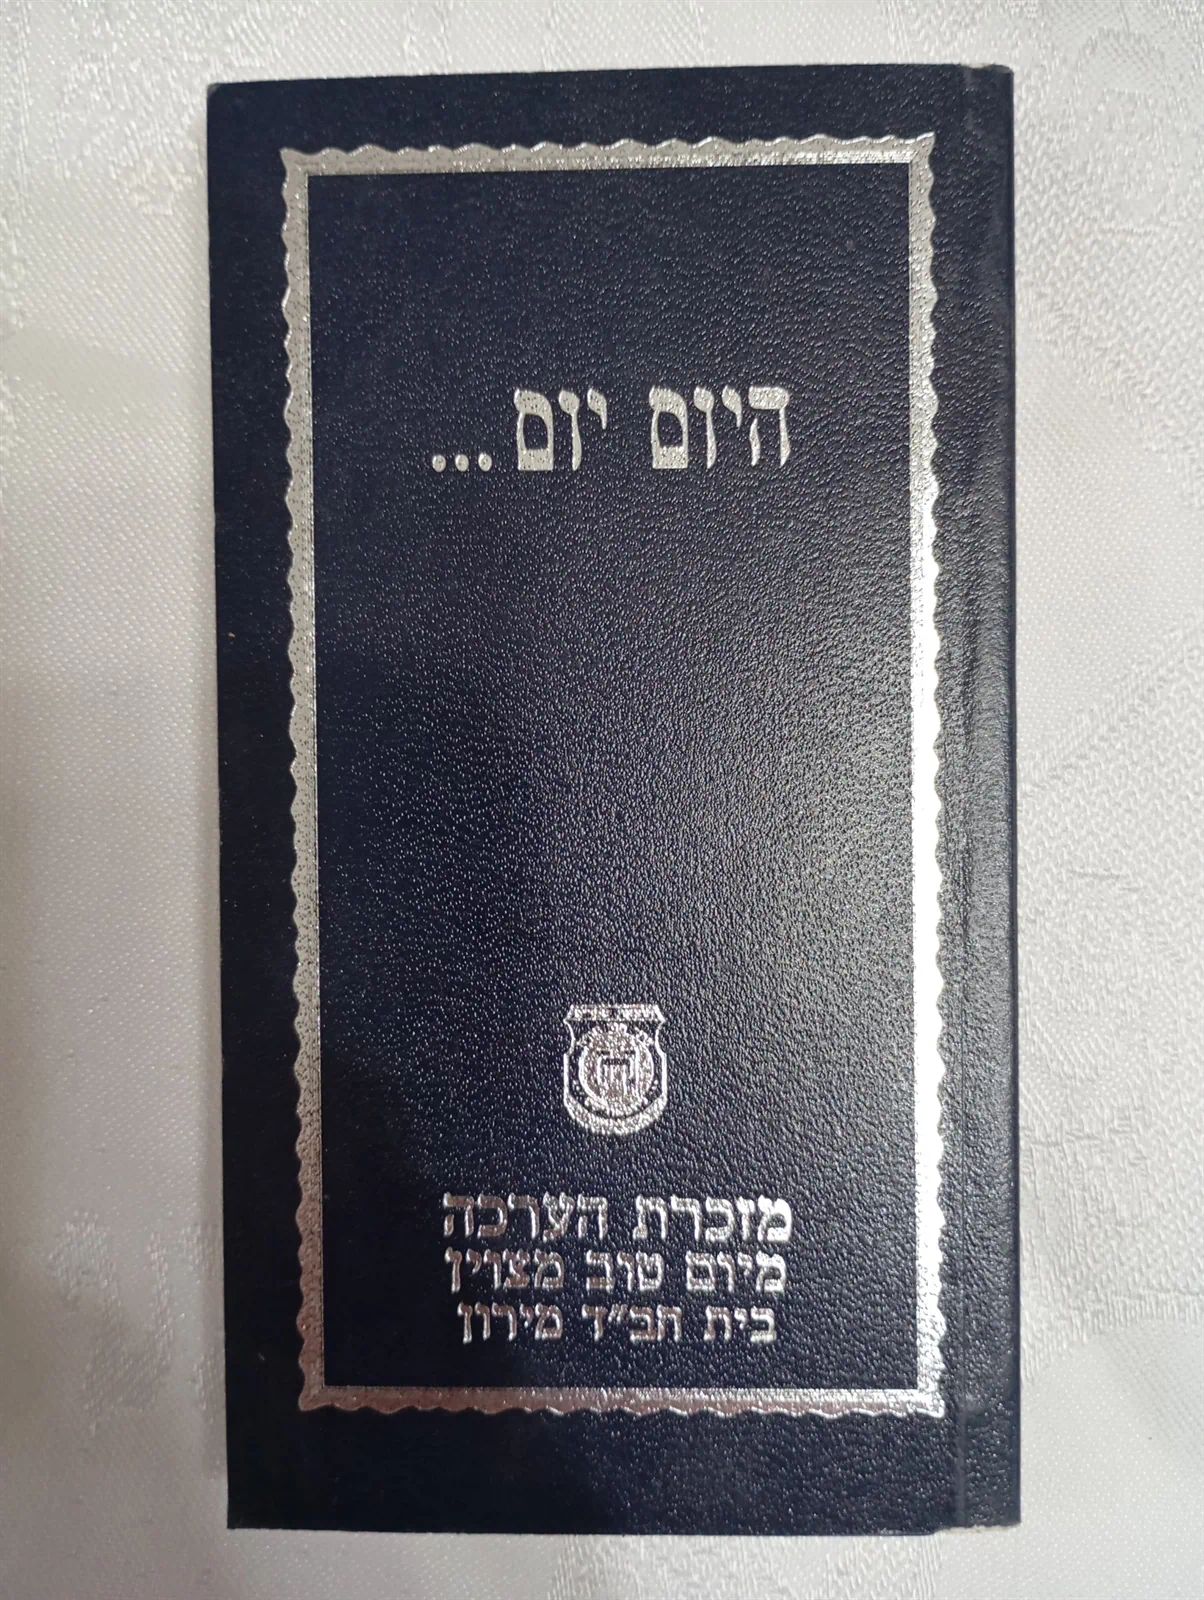 היום יום...
מזכרת הערכה
מיום טוב מצוין
בית חב"ד מירון